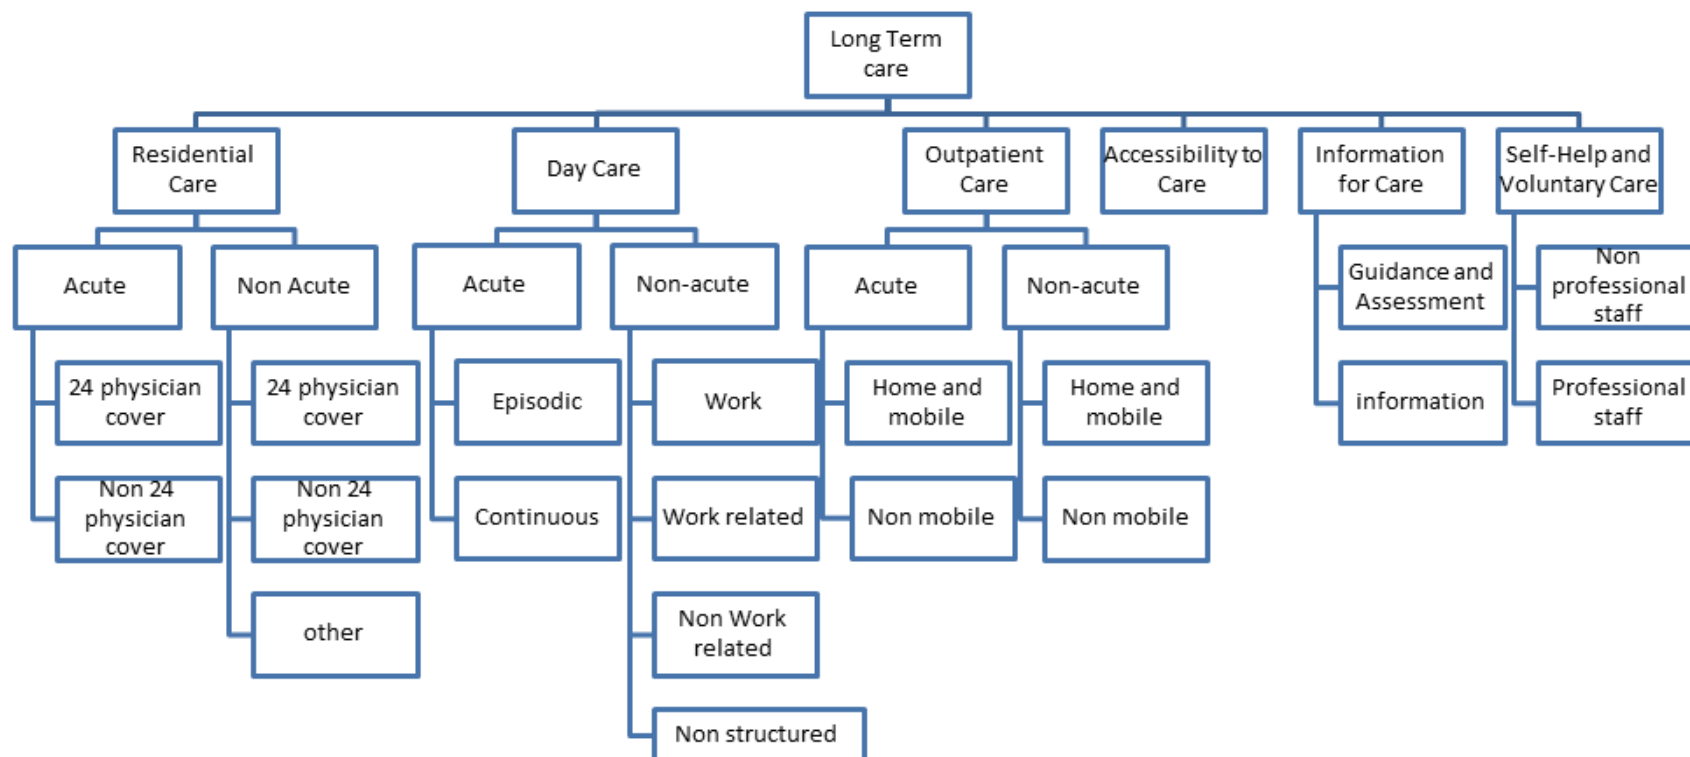 Long Term
care
Residential
Care
Day Care
Outpatient
Care
Accessibility to
Care
Information
for Care
Self-Help and
Voluntary Care
Acute
Non Acute
Acute
Non-acute
Acute
Non-acute
Guidance and
Assessment
Non
professional
staff
24 physician
cover
24 physician
cover
Episodic
Work
Home and
mobile
Home and
mobile
information
Professional
staff
Non 24
physician
cover
Non 24
physician
cover
Continuous
Work related
Non mobile
Non mobile
other
Non Work
related
Non structured